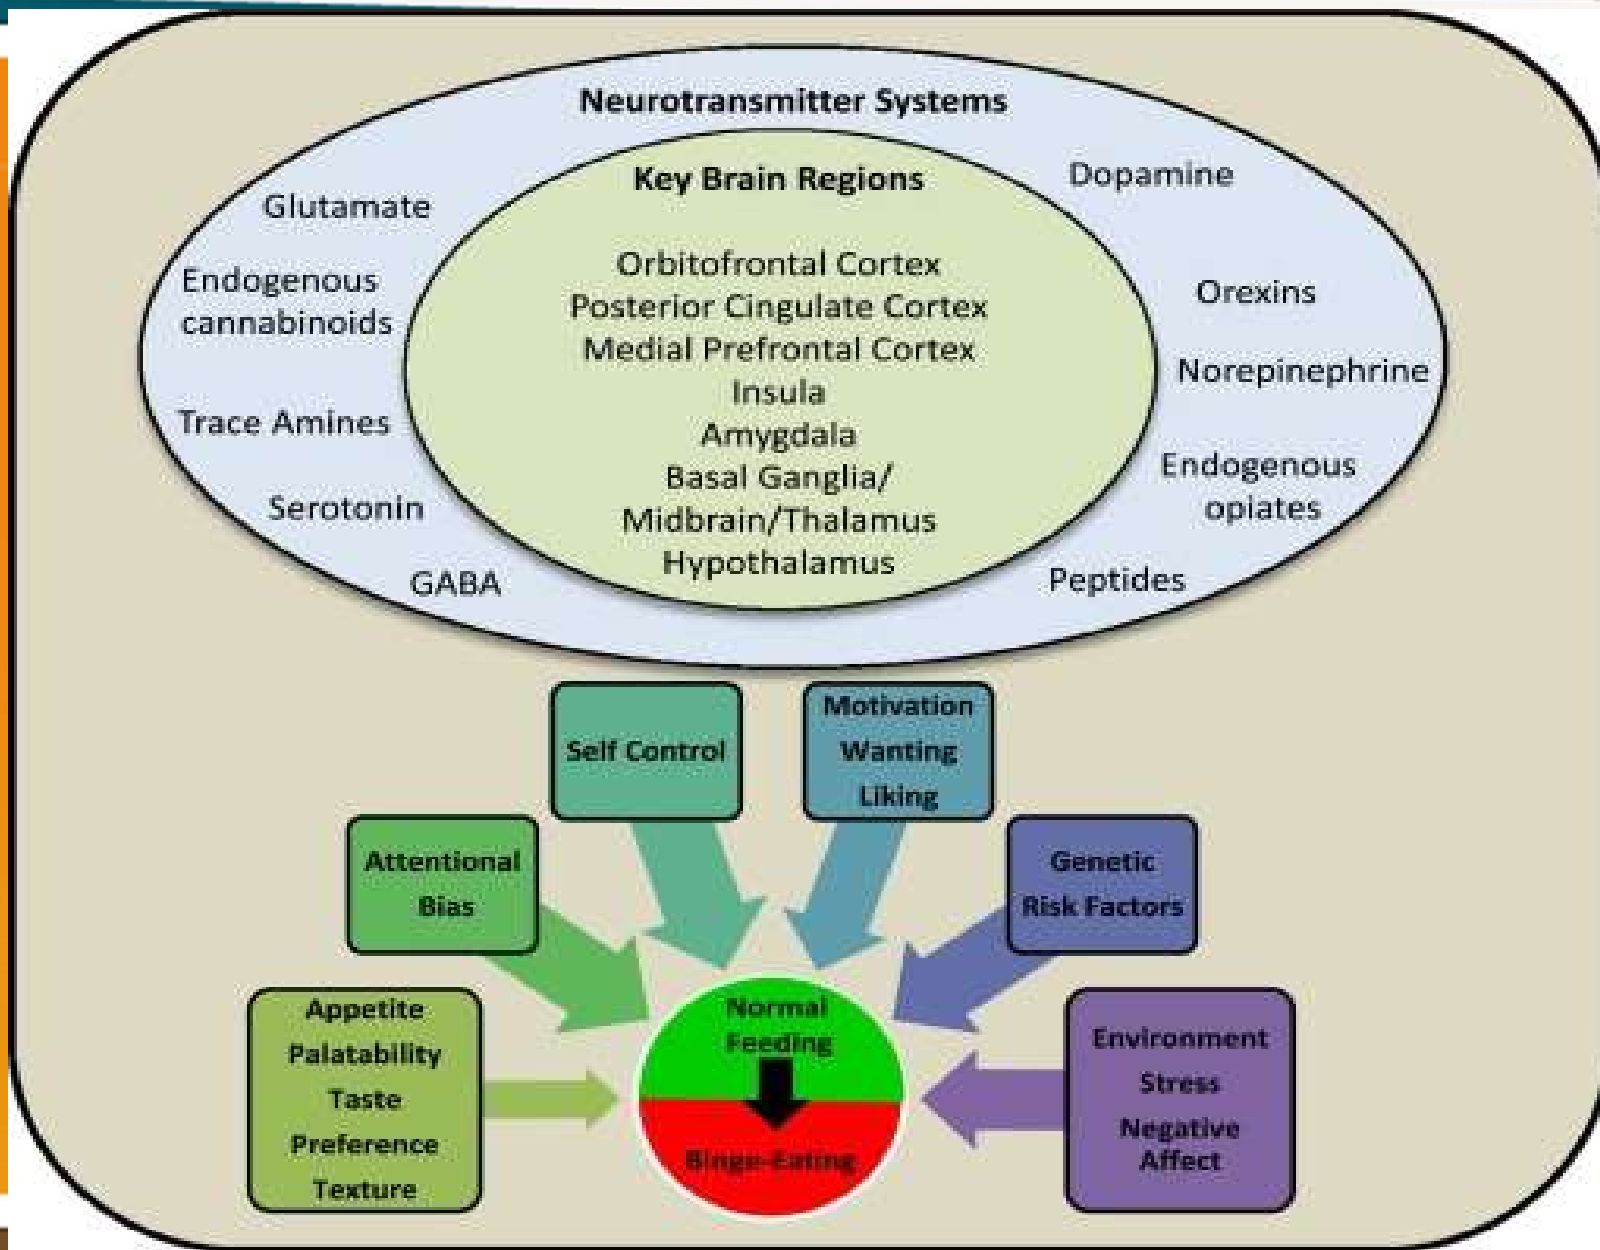 Neurotransmitter Systems
Glutamate
Endogenous
cannabinoids
Trace Amines
Serotonin
GABA
Key Brain Regions
Orbitofrontal Cortex
Posterior Cingulate Cortex
Medial Prefrontal Cortex
Insula
Amygdala
Basal Ganglia/
Midbrain/Thalamus
Hypothalamus
Dopamine
Orexins
Norepinephrine
Endogenous
opiates
Peptides
Self Control
Motivation
Wanting
Liking
Attentional
Bias
Genetic
Risk Factors
Appetite
Palatability
Taste
Preference
Texture
Normal
Feeding
Binge-Eating
Environment
Stress
Negative
Affect